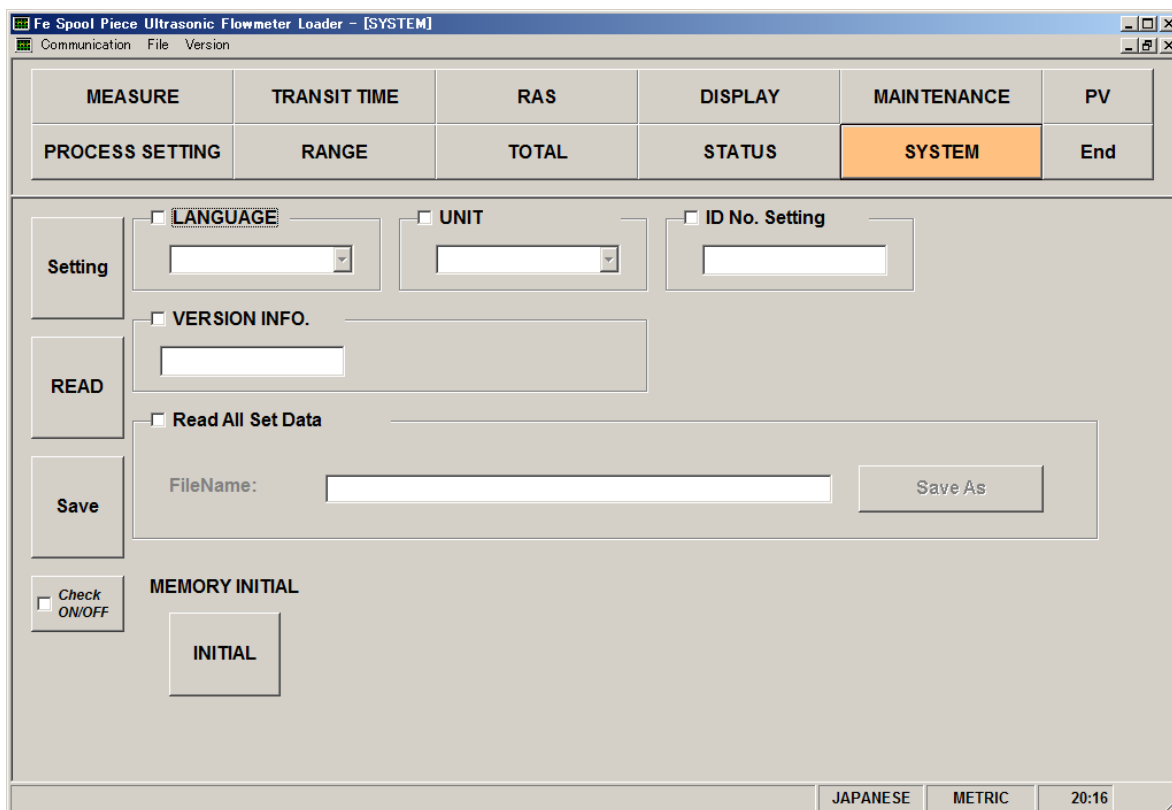 Fe Spool Piece Ultrasonic Flowmeter Loader - [SYSTEM]
Communication File Version
MEASURE TRANSIT TIME RAS DISPLAY MAINTENANCE PV
PROCESS SETTING RANGE TOTAL STATUS SYSTEM End
LANGUAGE UNIT ID No. Setting
Setting
VERSION INFO.
READ
Read All Set Data
FileName: Save As
Save
Check
ON/OFF
MEMORY INITIAL
INITIAL
JAPANESE METRIC 20:16